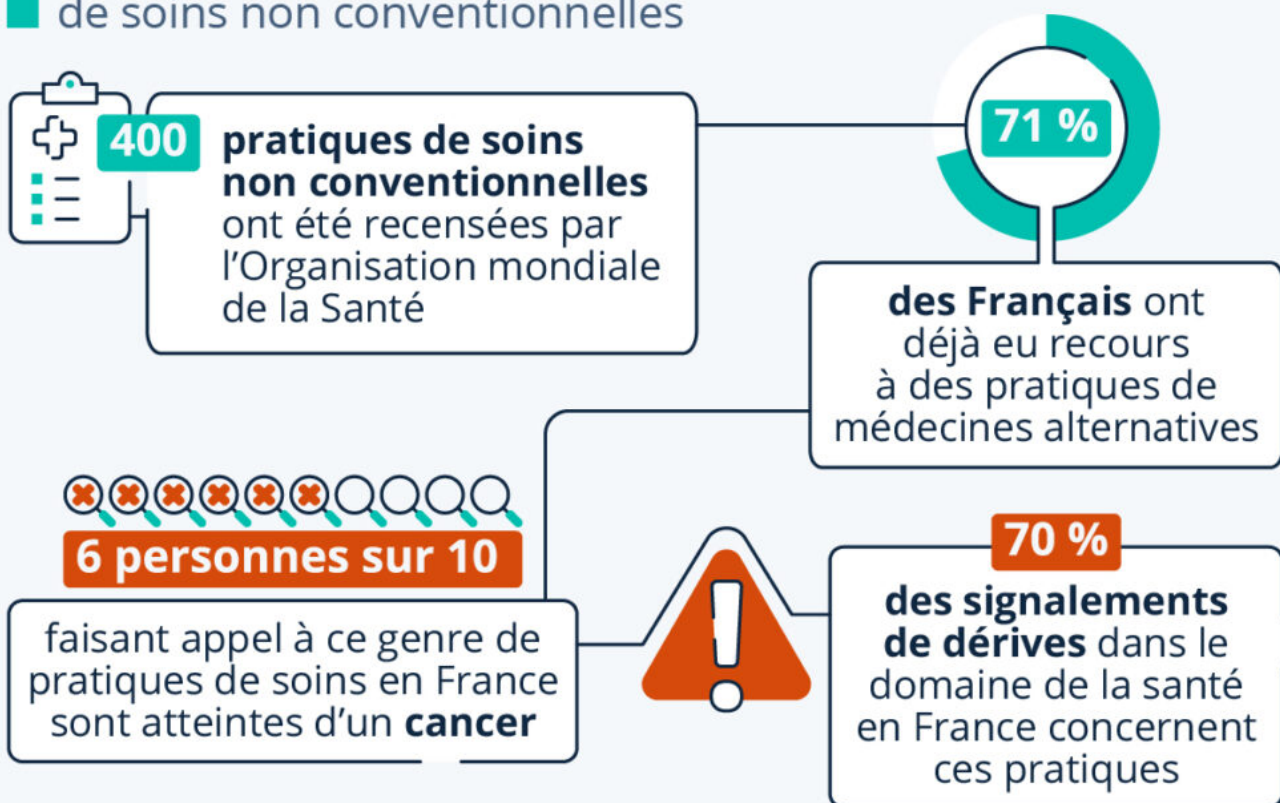 de soins non conventionnelles
400
pratiques de soins
non conventionnelles
ont été recensées par
l'Organisation mondiale
de la Santé
71 %
des Français ont
déjà eu recours
à des pratiques de
médecines alternatives
6 personnes sur 10
faisant appel à ce genre de
pratiques de soins en France
sont atteintes d'un cancer
70 %
des signalements
de dérives dans le
domaine de la santé
en France concernent
ces pratiques